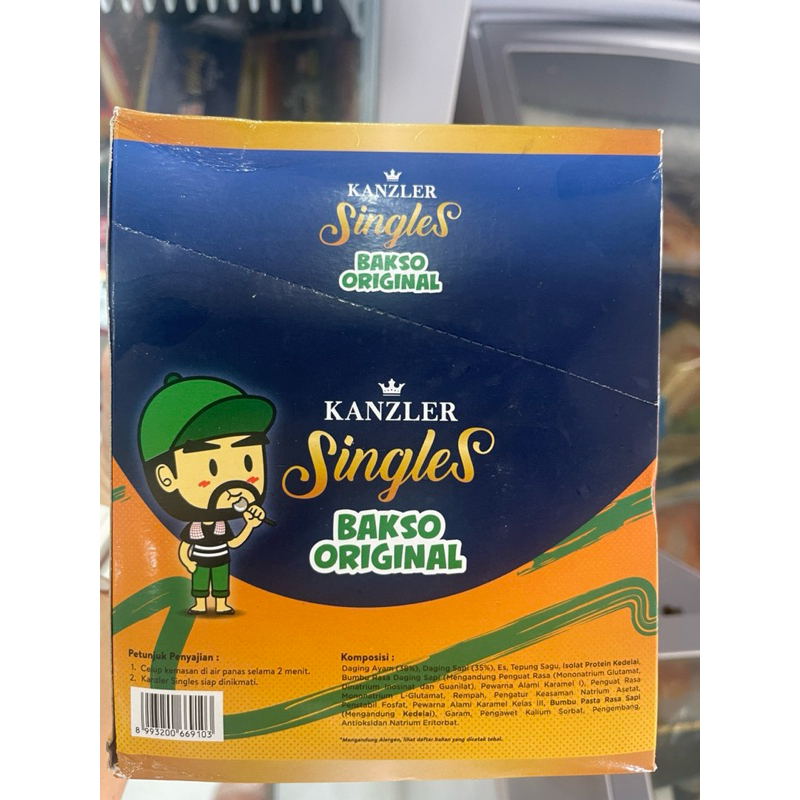 KANZLER
Singles
BAKSO
ORIGINAL
KANZLER
Singles
BAKSO
ORIGINAL
Petunjuk Penyajian :
1. Celup kemasan di air panas selama 2 menit.
2. Kanzler Singles siap dinikmati.
8 993200 669103
Komposisi :
Daging Ayam (38%), Daging Sapi (35%), Es, Tepung Sagu, Isolat Protein Kedelai,
Bumbu Rasa Daging Sapi (Mengandung Penguat Rasa (Mononatrium Glutamat,
Dinatrium Inosinat dan Guanilat), Pewarna Alami Karamel I), Penguat Rasa
Mononatrium L-Glutamat, Rempah, Pengatur Keasaman Natrium Asetat,
Penstabil Fosfat, Pewarna Alami Karamel Kelas III, Bumbu Pasta Rasa Sapi
(Mengandung Kedelai), Garam, Pengawet Kalium Sorbat, Pengembang,
Antioksidan Natrium Eritorbat.
*Mengandung Alergen, lihat daftar bahan yang dicetak tebal.